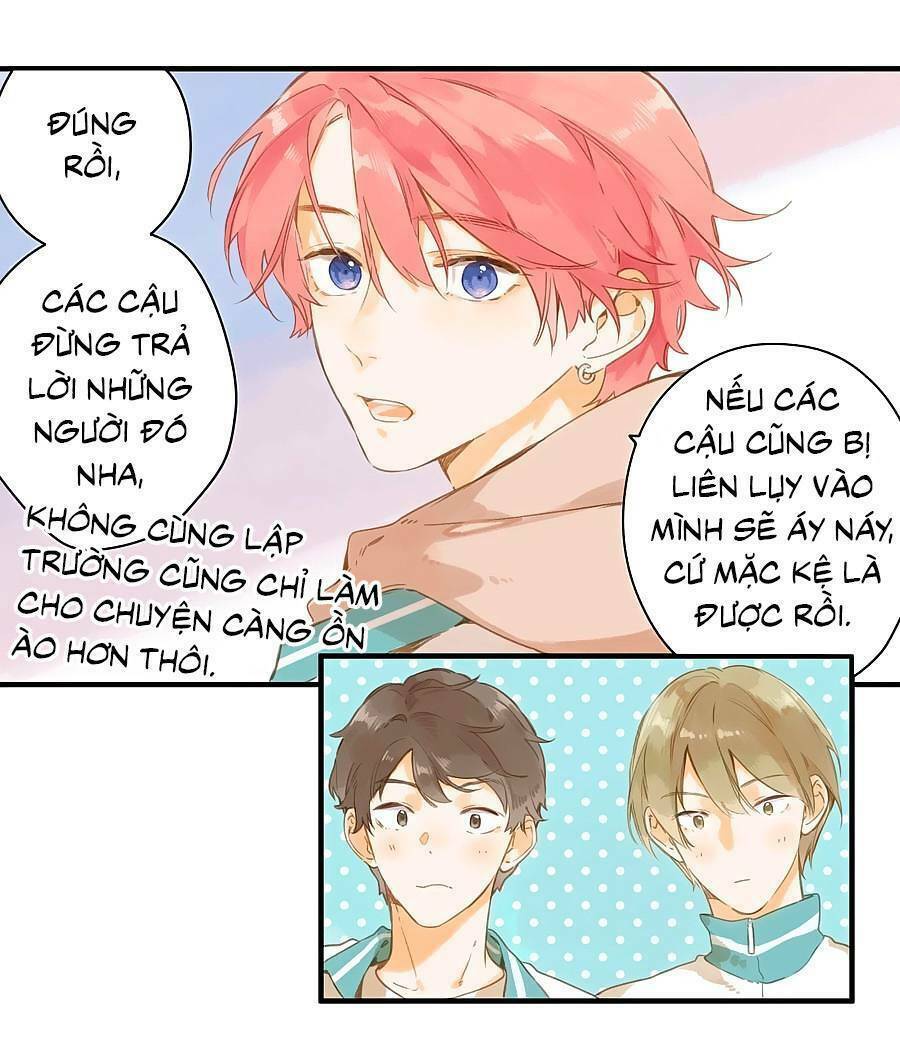 ĐÚNG
RỒI,
CÁC CẬU
ĐỪNG TRẢ
LỜI NHỮNG
NGƯỜI ĐÓ
NHA,
KHÔNG CÙNG LẬP
TRƯỜNG CŨNG CHỈ LÀM
CHO CHUYỆN CÀNG ỒN
ÀO HƠN THÔI.
NẾU CÁC
CẬU CŨNG BỊ
LIÊN LỤY VÀO
MÌNH SẼ ÁY NÁY,
CỨ MẶC KỆ LÀ
ĐƯỢC RỒI.